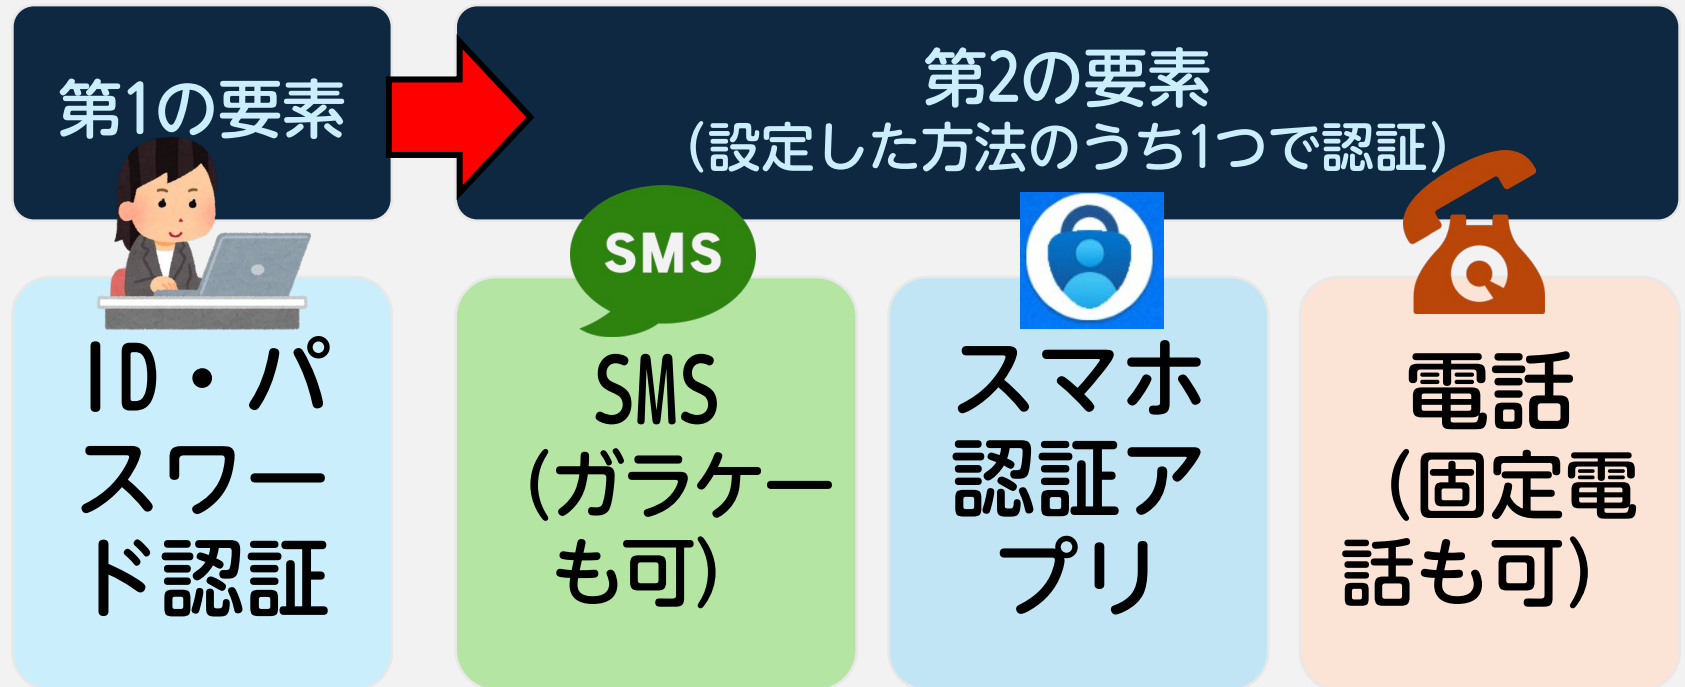 第1の要素
第2の要素
(設定した方法のうち1つで認証)
ID・パ
スワー
ド認証
SMS
SMS
(ガラケー
も可)
スマホ
認証ア
プリ
電話
(固定電
話も可)